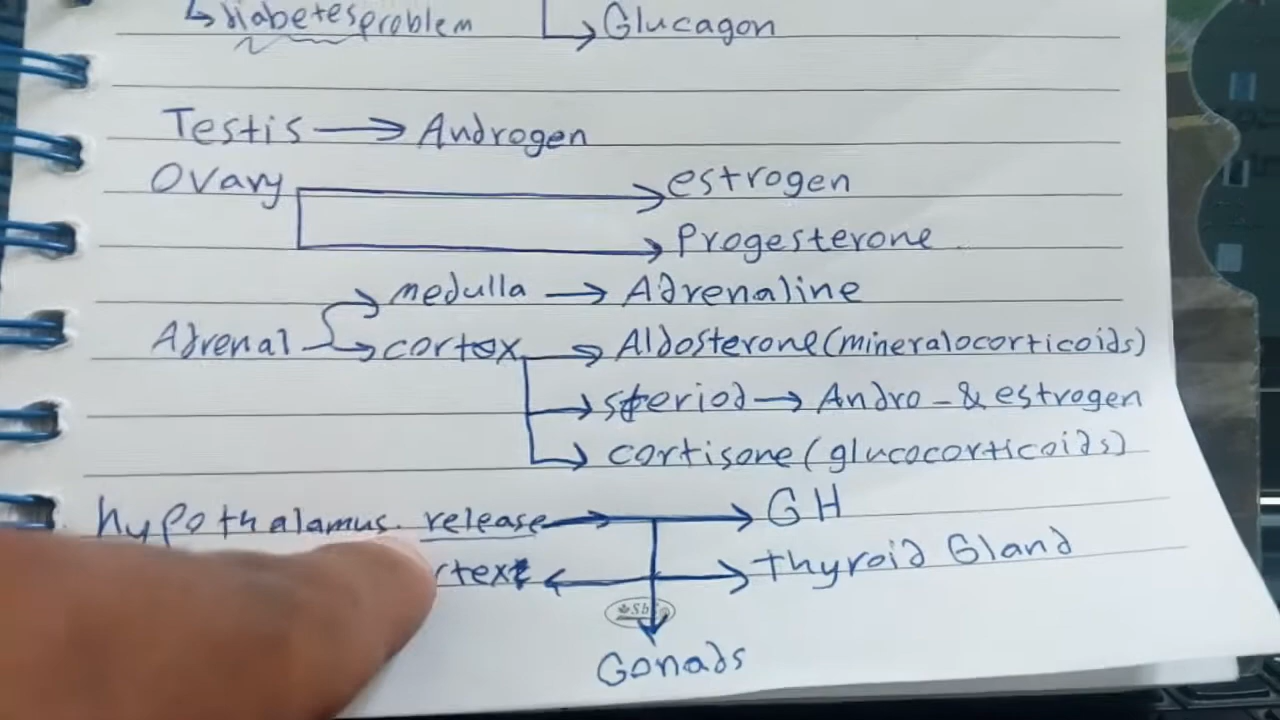 ↳ diabetes problem ↳ Glucagon
Testis → Androgen
Ovary → estrogen
→ Progesterone
medulla → Adrenaline
Adrenal → cortex → Aldosterone (mineralocorticoids)
→ steriod → Andro - & estrogen
→ cortisone (glucocorticoids)
hypothalamus. release → GH
rtex ← → Thyroid Gland
Gonads